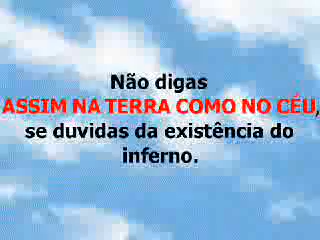 Não digas
ASSIM NA TERRA COMO NO CÉU,
se duvidas da existência do
inferno.